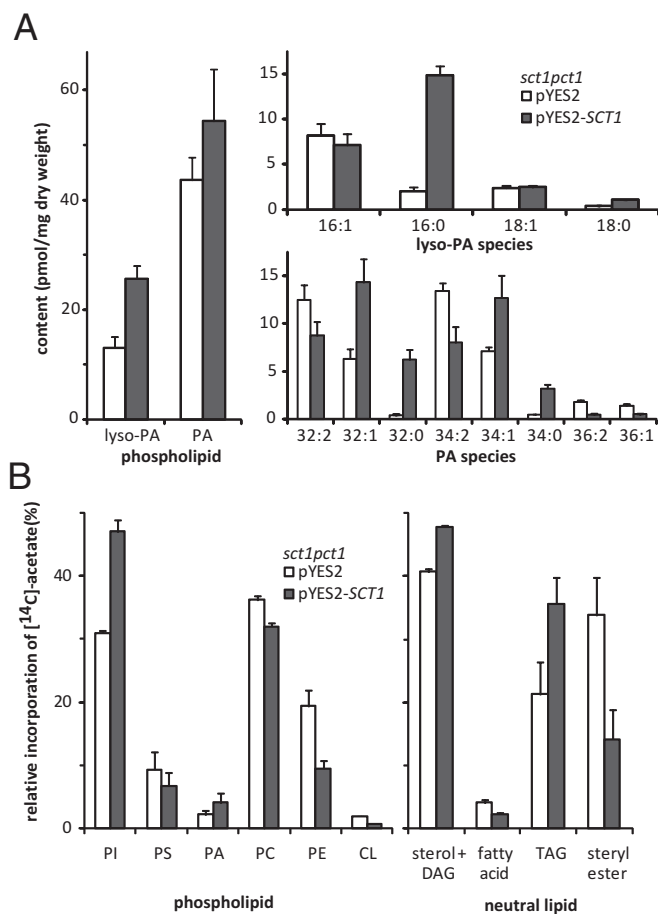 A
content (pmol/mg dry weight)
60
40
20
0
lyso-PA PA
phospholipid
15
10
5
0
sct1pct1
pYES2
pYES2-SCT1
16:1 16:0 18:1 18:0
lyso-PA species
15
10
5
0
32:2 32:1 32:0 34:2 34:1 34:0 36:2 36:1
PA species
B
relative incorporation of [14C]-acetate(%)
40
20
0
sct1pct1
pYES2
pYES2-SCT1
PI PS PA PC PE CL
phospholipid
sterol+ fatty TAG steryl
DAG acid ester
neutral lipid